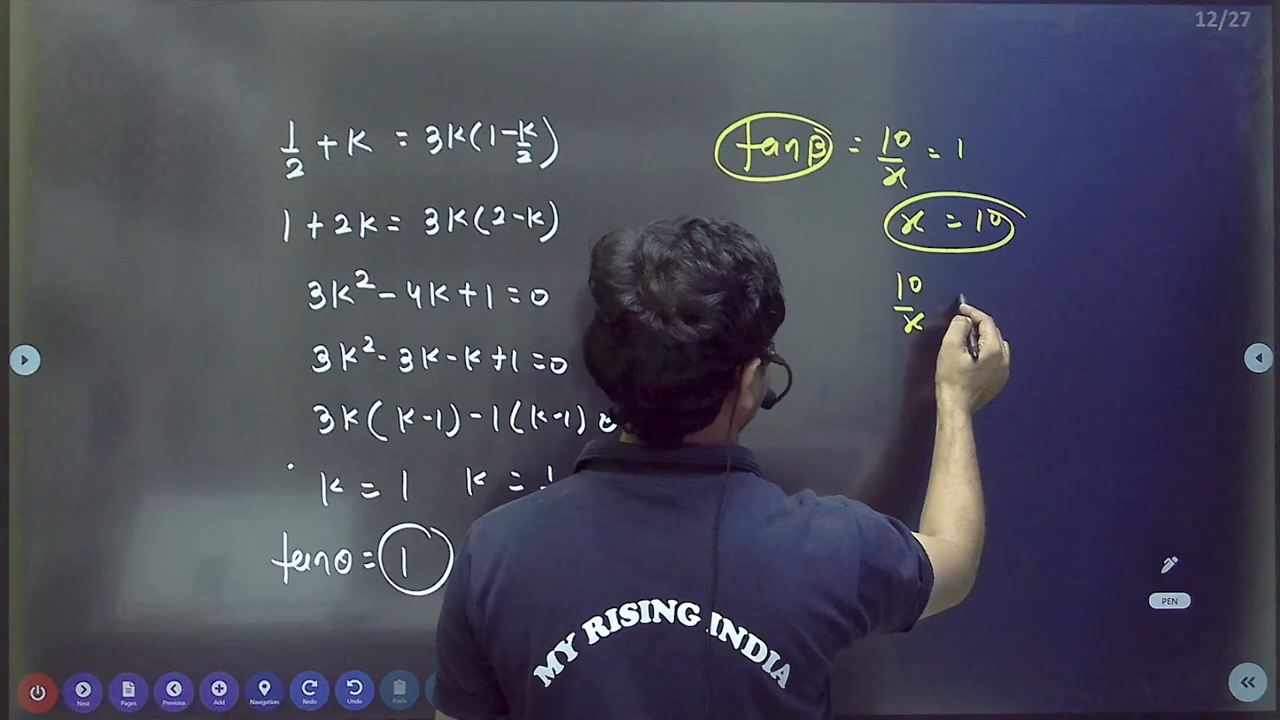 12/27
1/2 + k = 3k(1-k/2)
1 + 2k = 3k(2-k)
3k² - 4k + 1 = 0
3k² - 3k - k + 1 = 0
3k(k-1) - 1(k-1)
k = 1 k =
tanθ = 1
tan β = 10/x = 1
x = 10
10/x
MY RISING INDIA
PEN
Next Pages Previous Add Navigation Redo Undo Paste